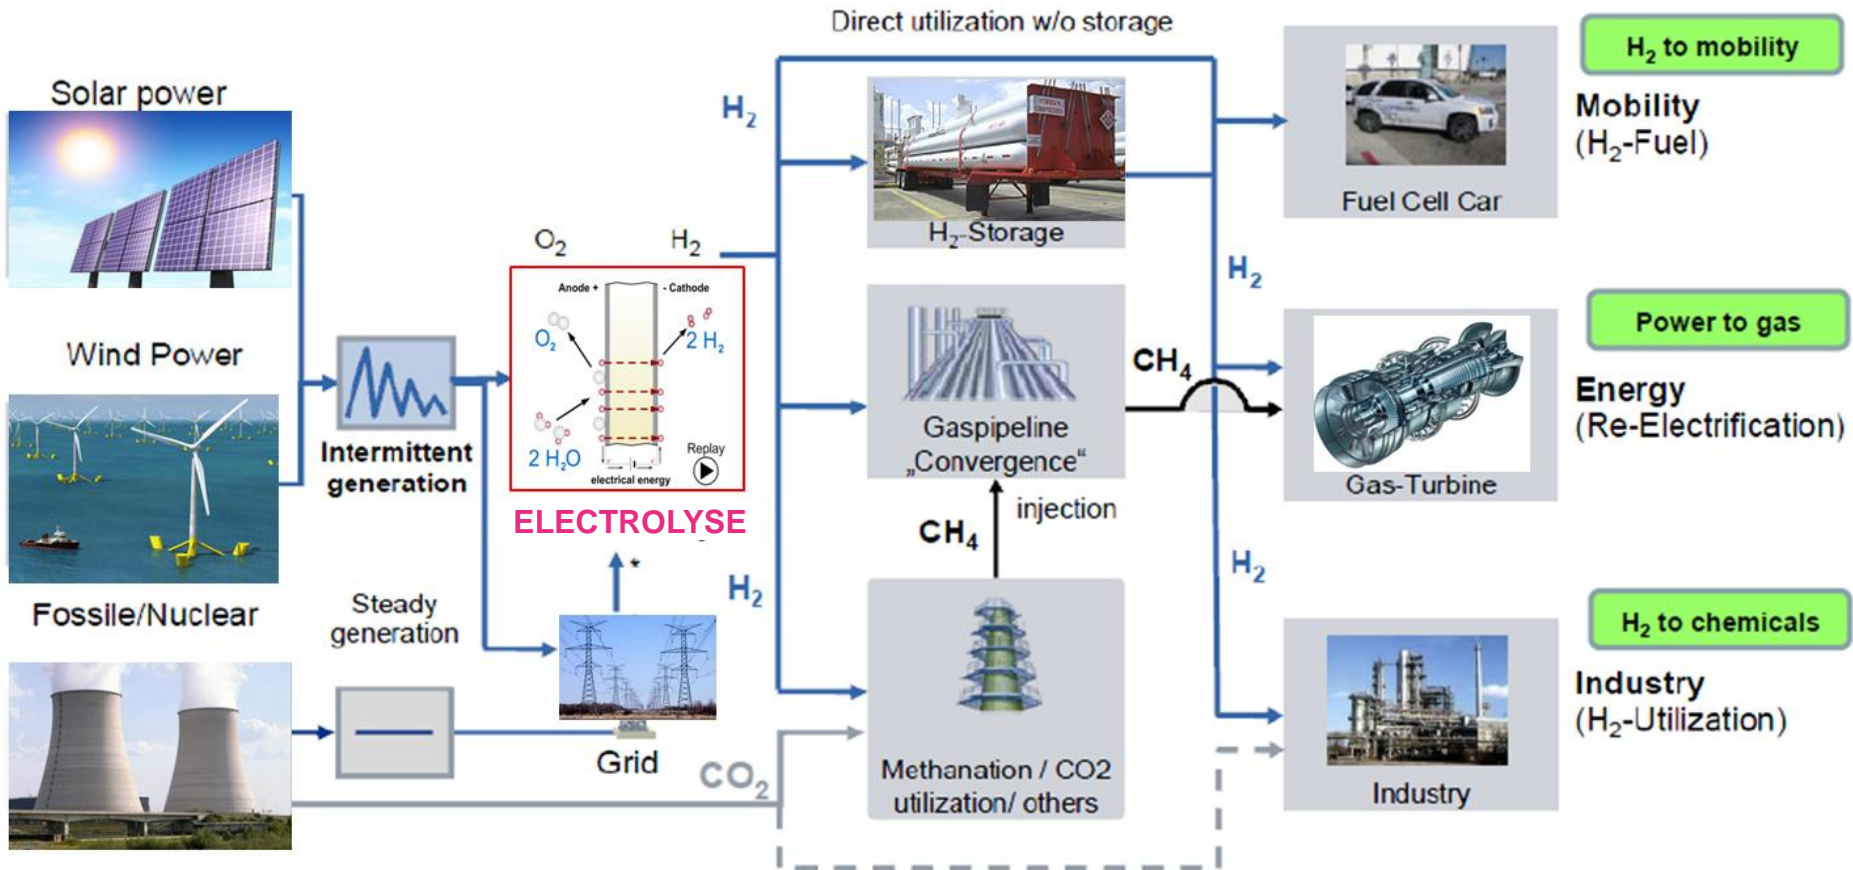 Direct utilization w/o storage
Solar power
Wind Power
Fossile/Nuclear
Intermittent
generation
Steady
generation
O₂
H₂
Anode +
- Cathode
O₂
2 H₂
2 H₂O
Replay
electrical energy
ELECTROLYSE
*
Grid
CO₂
H₂
H₂
H₂-Storage
Gaspipeline
„Convergence“
CH₄
injection
Methanation / CO2
utilization/ others
CH₄
H₂
H₂
Fuel Cell Car
Gas-Turbine
Industry
H₂ to mobility
Mobility
(H₂-Fuel)
Power to gas
Energy
(Re-Electrification)
H₂ to chemicals
Industry
(H₂-Utilization)